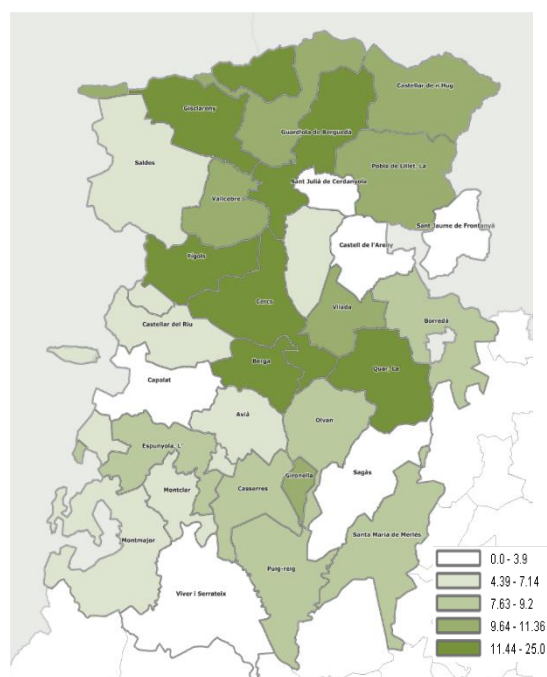 Castellar de n'Hug
Gisclareny
Guardiola de Berguedà
Saldes
Pobla de Lillet, La
Sant Julià de Cerdanyola
Vallcebre
Sant Jaume de Frontanyà
Castell de l'Areny
Fígols
Cercs
Vilada
Borredà
Castellar del Riu
Berga
Quar, La
Capolat
Avià
Olvan
Espunyola, L'
Sagàs
Gironella
Casserres
Montclar
Santa Maria de Merlès
Montmajor
Puig-reig
Viver i Serrateix
0.0 - 3.9
4.39 - 7.14
7.63 - 9.2
9.64 - 11.36
11.44 - 25.0